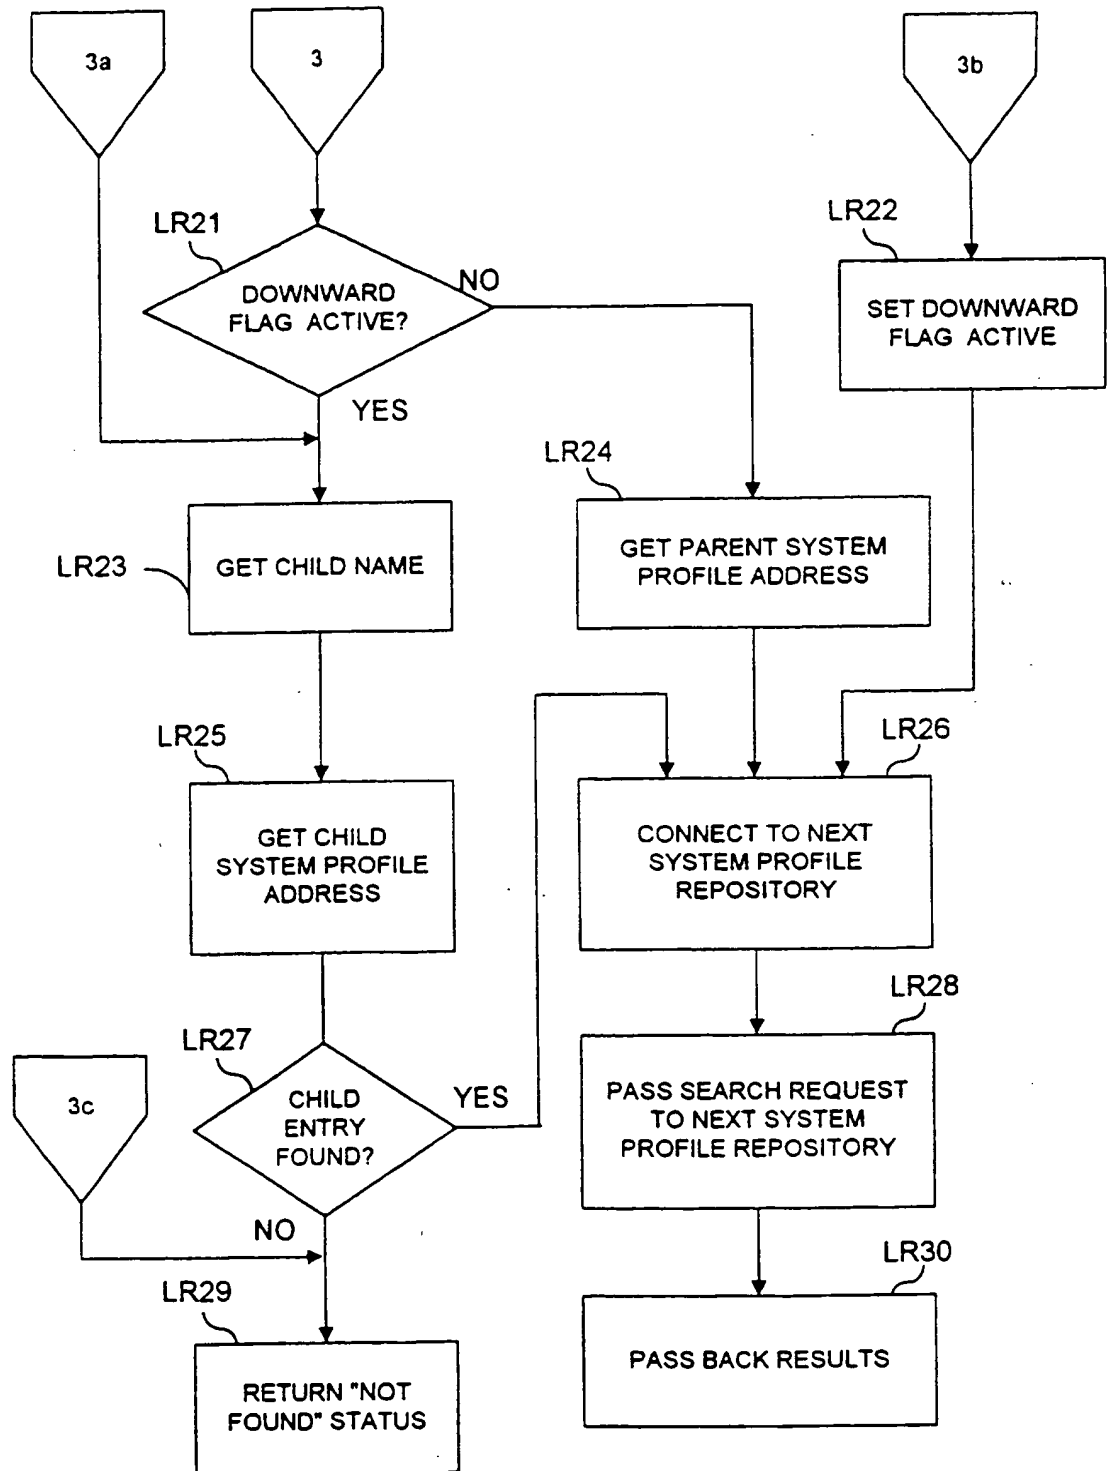 3a
3
3b
LR21
LR22
NO
DOWNWARD
FLAG ACTIVE?
SET DOWNWARD
FLAG ACTIVE
YES
LR24
LR23
GET CHILD NAME
GET PARENT SYSTEM
PROFILE ADDRESS
LR25
LR26
GET CHILD
SYSTEM PROFILE
ADDRESS
CONNECT TO NEXT
SYSTEM PROFILE
REPOSITORY
LR28
LR27
3c
CHILD
ENTRY
FOUND?
YES
PASS SEARCH REQUEST
TO NEXT SYSTEM
PROFILE REPOSITORY
NO
LR30
LR29
PASS BACK RESULTS
RETURN "NOT
FOUND" STATUS